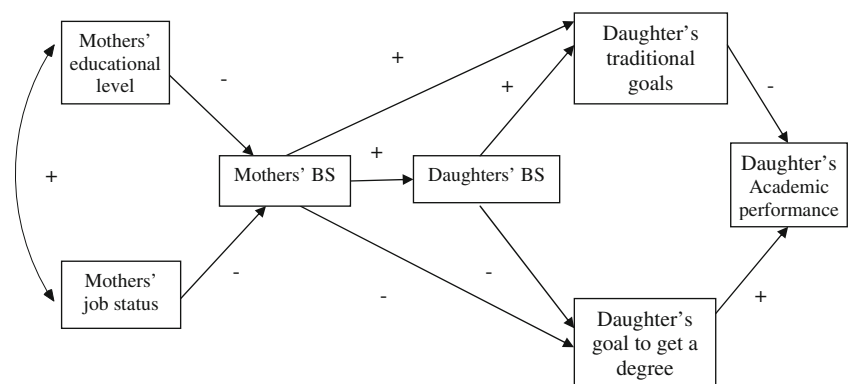 Mothers'
educational
level
-
+
Daughter's
traditional
goals
+
-
+
Mothers' BS
Daughters' BS
Daughter's
Academic
performance
+
Mothers'
job status
-
-
-
Daughter's
goal to get a
degree
+